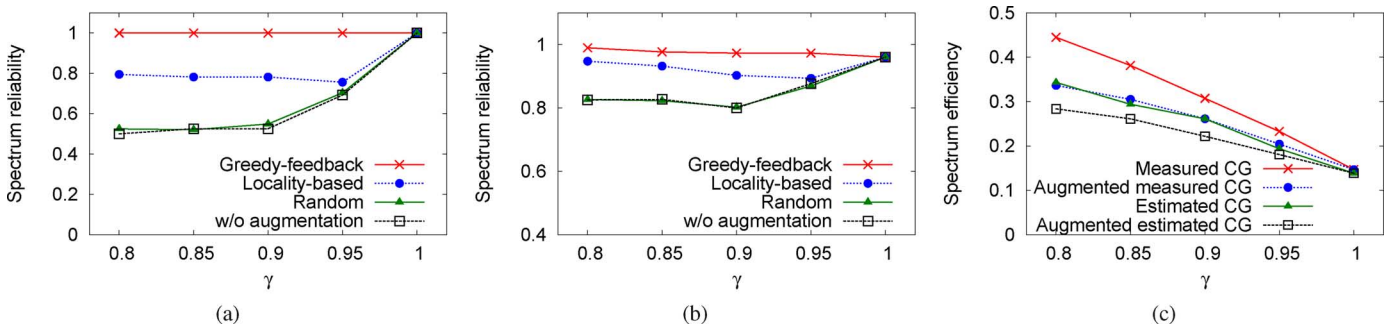 Spectrum reliability
1
0.8
0.6
0.4
0.2
0
Greedy-feedback
Locality-based
Random
w/o augmentation
0.8 0.85 0.9 0.95 1
γ
(a)
Spectrum reliability
1
0.8
0.6
0.4
Greedy-feedback
Locality-based
Random
w/o augmentation
0.8 0.85 0.9 0.95 1
γ
(b)
Spectrum efficiency
0.5
0.4
0.3
0.2
0.1
0
Measured CG
Augmented measured CG
Estimated CG
Augmented estimated CG
0.8 0.85 0.9 0.95 1
γ
(c)